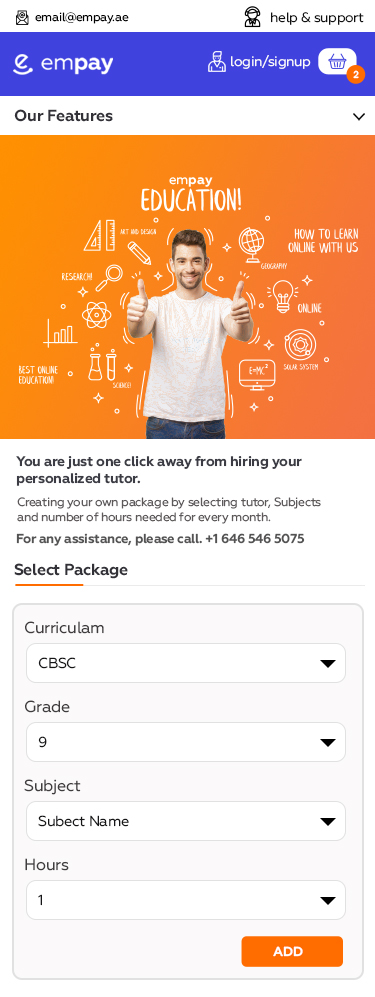 email@empay.ae
help & support
empay
login/signup
2
Our Features
empay
EDUCATION!
ART AND DESIGN
HOW TO LEARN
ONLINE WITH US
GEOGRAPHY
RESEARCH!
ONLINE
BEST ONLINE
EDUCATION!
SCIENCE!
E=MC²
SOLAR SYSTEM
You are just one click away from hiring your
personalized tutor.
Creating your own package by selecting tutor, Subjects
and number of hours needed for every month.
For any assistance, please call. +1 646 546 5075
Select Package
Curriculam
CBSC
Grade
9
Subject
Subect Name
Hours
1
ADD